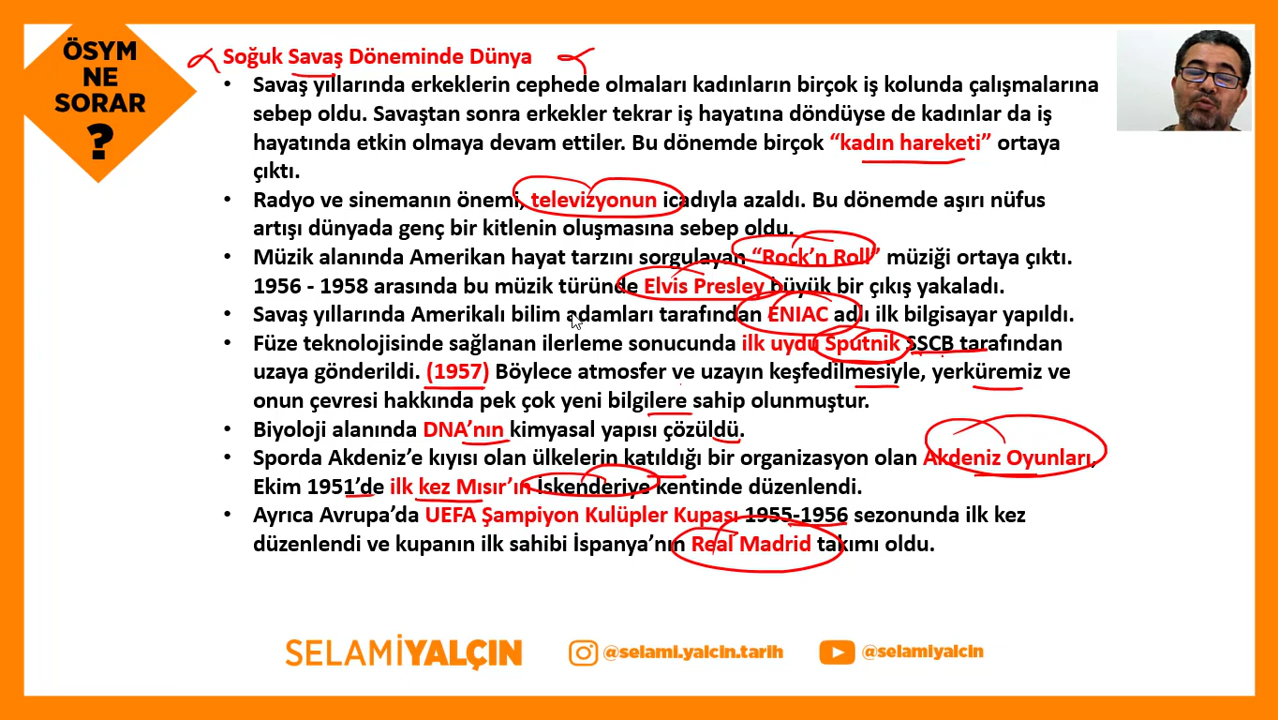 ÖSYM
NE
SORAR
?
Soğuk Savaş Döneminde Dünya
• Savaş yıllarında erkeklerin cephede olmaları kadınların birçok iş kolunda çalışmalarına
sebep oldu. Savaştan sonra erkekler tekrar iş hayatına döndüyse de kadınlar da iş
hayatında etkin olmaya devam ettiler. Bu dönemde birçok “kadın hareketi” ortaya
çıktı.
• Radyo ve sinemanın önemi, televizyonun icadıyla azaldı. Bu dönemde aşırı nüfus
artışı dünyada genç bir kitlenin oluşmasına sebep oldu.
• Müzik alanında Amerikan hayat tarzını sorgulayan “Rock’n Roll” müziği ortaya çıktı.
1956 - 1958 arasında bu müzik türünde Elvis Presley büyük bir çıkış yakaladı.
• Savaş yıllarında Amerikalı bilim adamları tarafından ENIAC adlı ilk bilgisayar yapıldı.
• Füze teknolojisinde sağlanan ilerleme sonucunda ilk uydu Sputnik SSCB tarafından
uzaya gönderildi. (1957) Böylece atmosfer ve uzayın keşfedilmesiyle, yerküremiz ve
onun çevresi hakkında pek çok yeni bilgilere sahip olunmuştur.
• Biyoloji alanında DNA’nın kimyasal yapısı çözüldü.
• Sporda Akdeniz’e kıyısı olan ülkelerin katıldığı bir organizasyon olan Akdeniz Oyunları,
Ekim 1951’de ilk kez Mısır’ın İskenderiye kentinde düzenlendi.
• Ayrıca Avrupa’da UEFA Şampiyon Kulüpler Kupası 1955-1956 sezonunda ilk kez
düzenlendi ve kupanın ilk sahibi İspanya’nın Real Madrid takımı oldu.
SELAMİYALÇIN @selami.yalcin.tarih @selamiyalcin